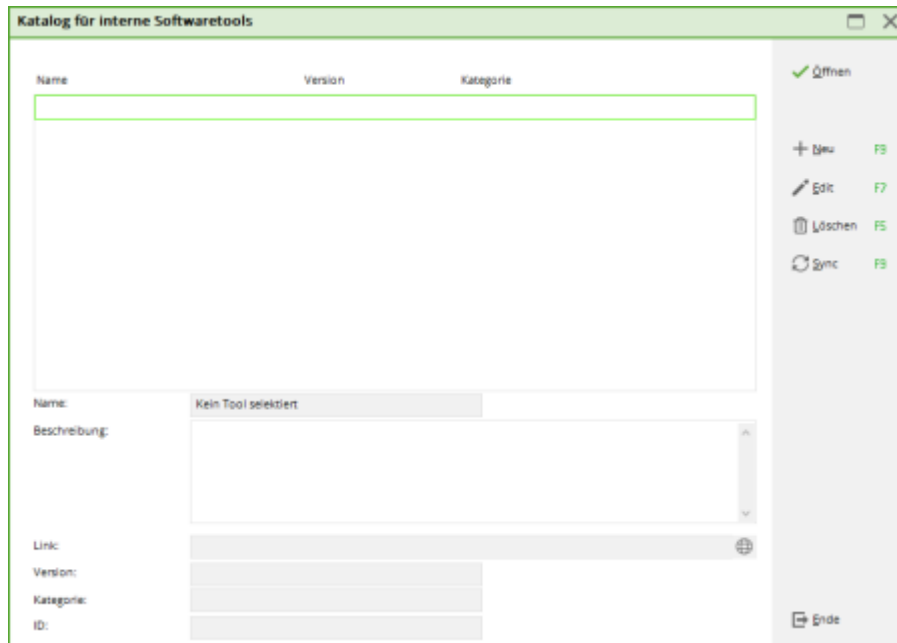 Katalog für interne Softwaretools
Name Version Kategorie
Öffnen
Neu F9
Edit F7
Löschen F5
Sync F9
Name: Kein Tool selektiert
Beschreibung:
Link:
Version:
Kategorie:
ID:
Ende